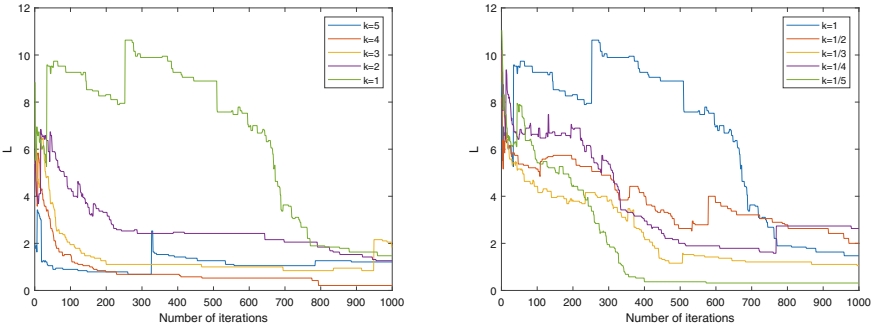 12
10
8
6
4
2
0
L
0 100 200 300 400 500 600 700 800 900 1000
Number of iterations
k=5
k=4
k=3
k=2
k=1
12
10
8
6
4
2
0
L
0 100 200 300 400 500 600 700 800 900 1000
Number of iterations
k=1
k=1/2
k=1/3
k=1/4
k=1/5